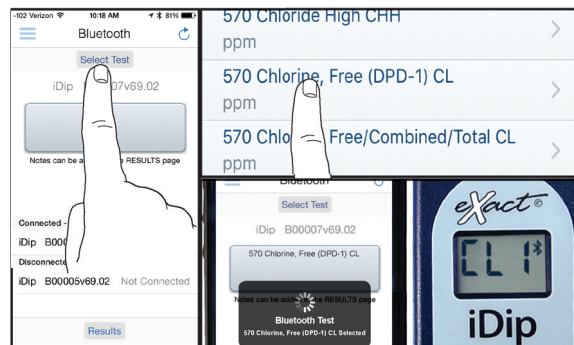 -102 Verizon 10:18 AM 81%
Bluetooth
Select Test
iDip 07v69.02
Notes can be a RESULTS page
Connected -
iDip B000
Disconnecte
iDip B00005v69.02 Not Connected
Results
570 Chloride High CHH
ppm
570 Chlorine, Free (DPD-1) CL
ppm
570 Chlo Free/Combined/Total CL
ppm
Bluetooth
Select Test
iDip B00007v69.02
570 Chlorine, Free (DPD-1) CL
Notes can be added to the RESULTS page
Bluetooth Test
570 Chlorine, Free (DPD-1) CL Selected
eXact®
CL1
iDip